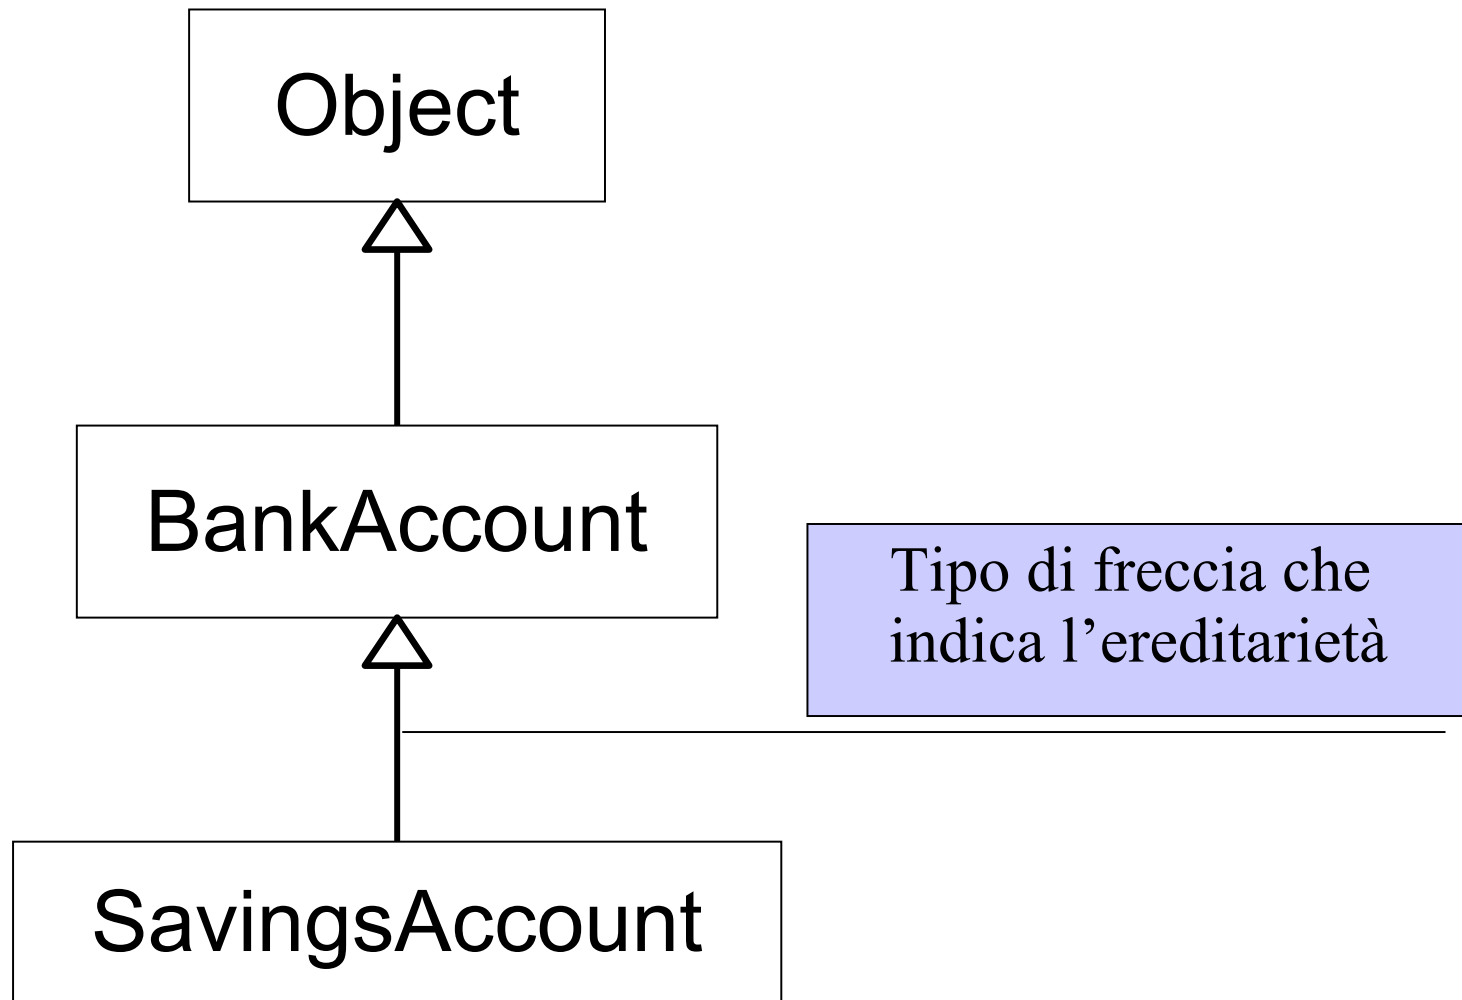 Object
BankAccount
Tipo di freccia che
indica l’ereditarietà
SavingsAccount